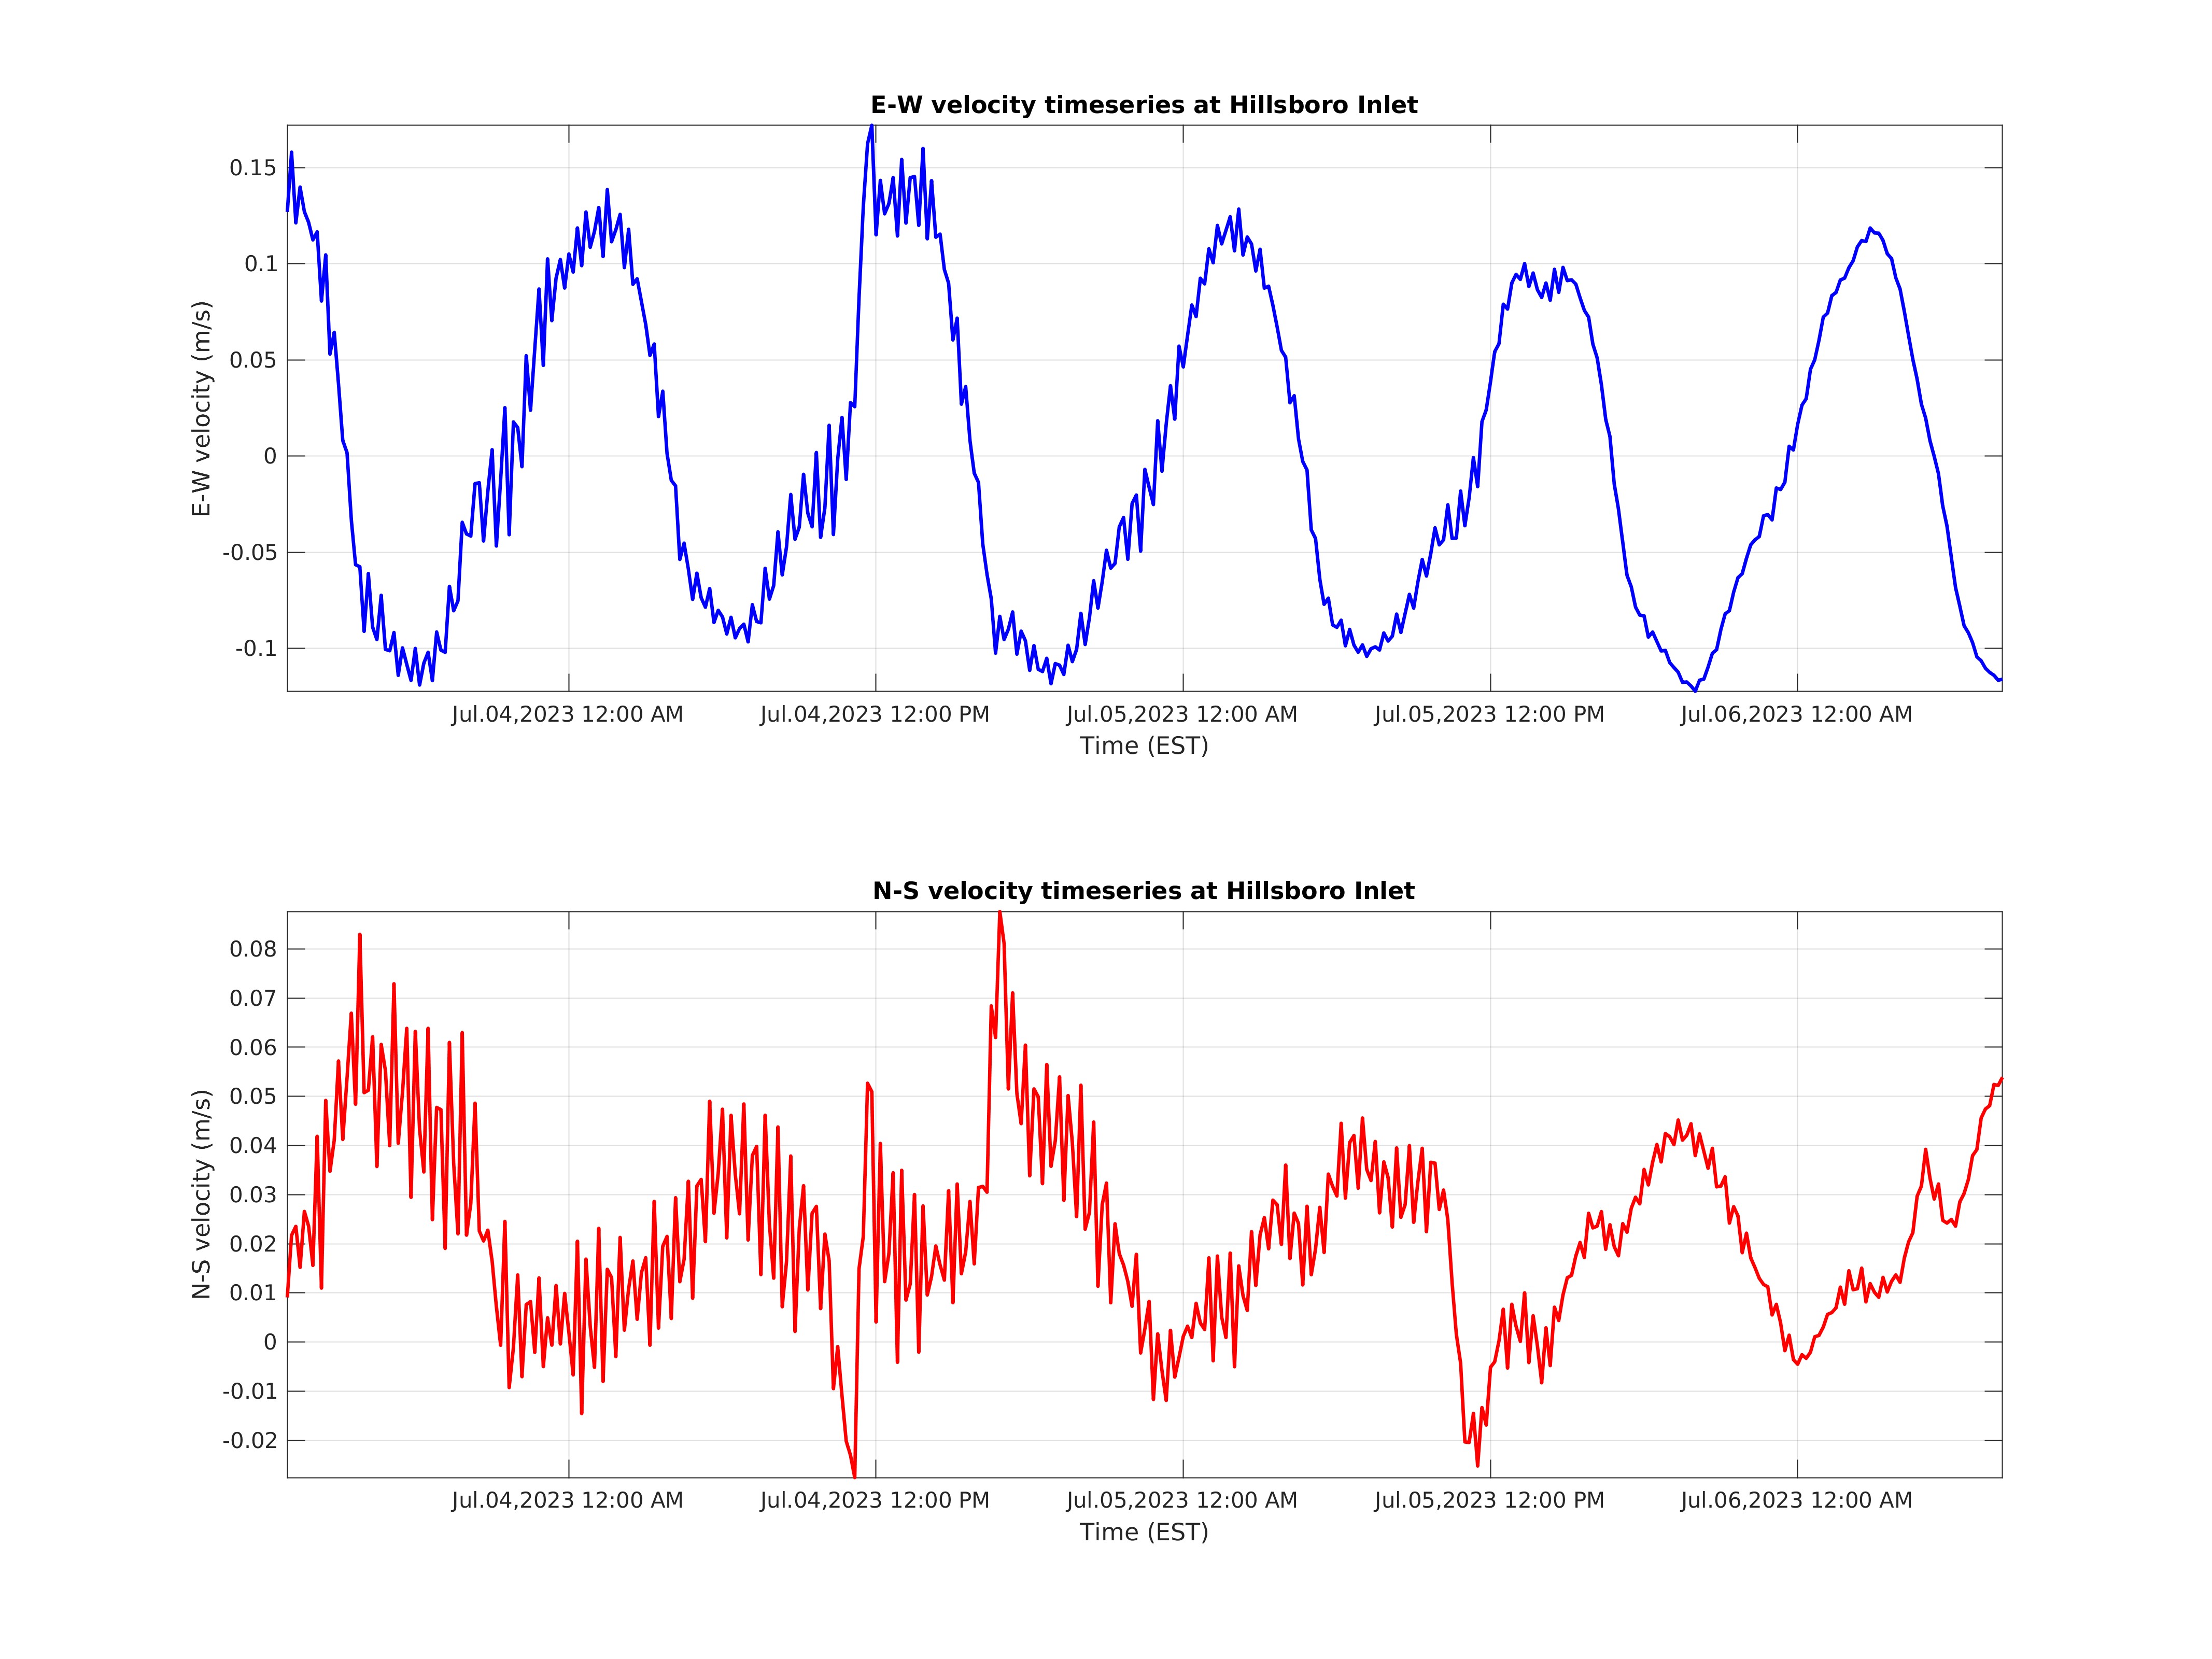 E-W velocity timeseries at Hillsboro Inlet
E-W velocity (m/s)
0.15
0.1
0.05
0
-0.05
-0.1
Jul.04,2023 12:00 AM Jul.04,2023 12:00 PM Jul.05,2023 12:00 AM Jul.05,2023 12:00 PM Jul.06,2023 12:00 AM
Time (EST)
N-S velocity timeseries at Hillsboro Inlet
N-S velocity (m/s)
0.08
0.07
0.06
0.05
0.04
0.03
0.02
0.01
0
-0.01
-0.02
Jul.04,2023 12:00 AM Jul.04,2023 12:00 PM Jul.05,2023 12:00 AM Jul.05,2023 12:00 PM Jul.06,2023 12:00 AM
Time (EST)